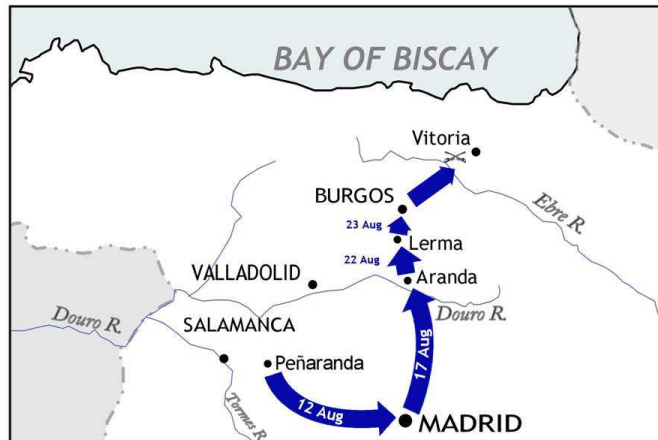 BAY OF BISCAY
Vitoria
BURGOS
Ebre R.
23 Aug
Lerma
22 Aug
VALLADOLID
Aranda
Douro R.
Douro R.
SALAMANCA
17 Aug
Peñaranda
12 Aug
Tormes R.
MADRID